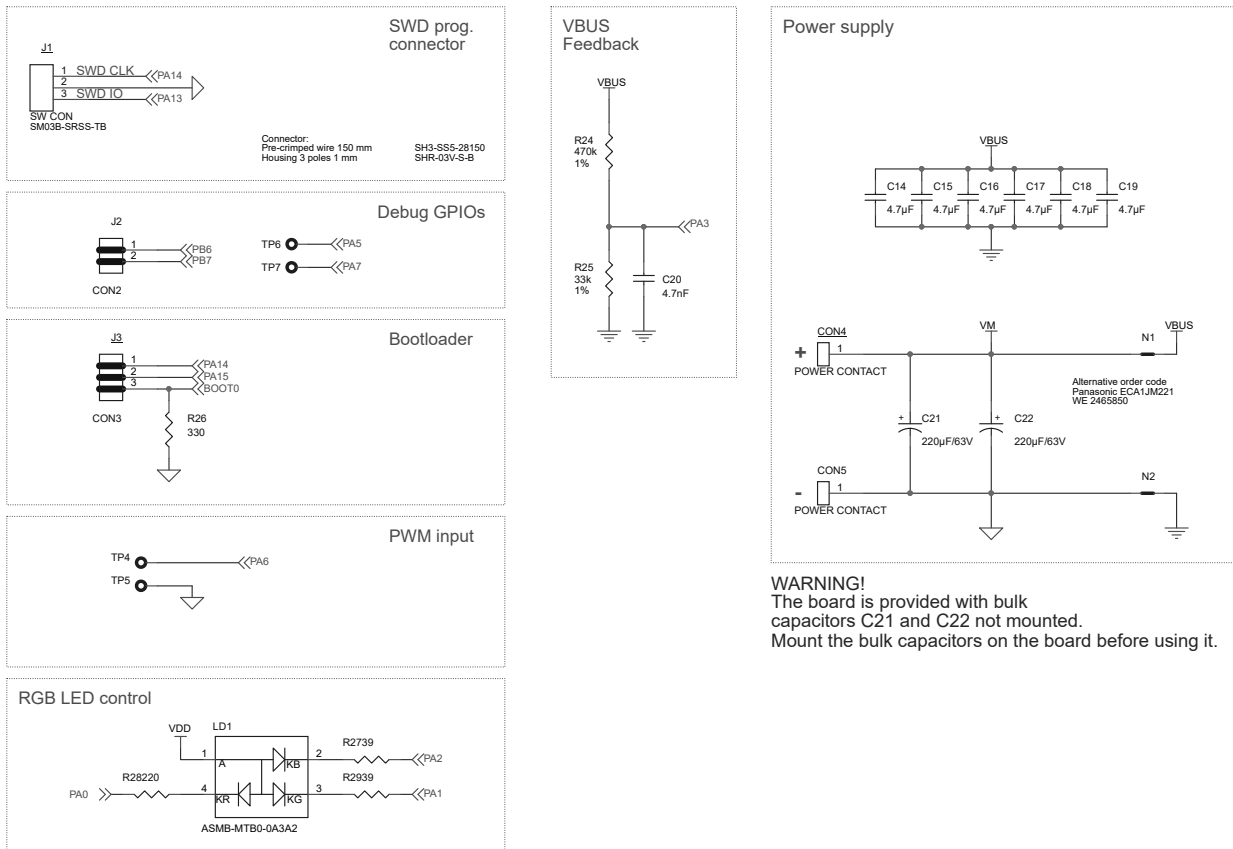 SWD prog.
connector
J1
1 SWD CLK PA14
2
3 SWD IO PA13
SW CON
SM03B-SRSS-TB
Connector:
Pre-crimped wire 150 mm SH3-SS5-28150
Housing 3 poles 1 mm SHR-03V-S-B
Debug GPIOs
J2
1 PB6
2 PB7
CON2
TP6 PA5
TP7 PA7
Bootloader
J3
1 PA14
2 PA15
3 BOOT0
CON3
R26
330
PWM input
TP4 PA6
TP5
RGB LED control
VDD LD1
1 A KB 2 R2739 PA2
PA0 R28220 4 KR KG 3 R2939 PA1
ASMB-MTB0-0A3A2
VBUS
Feedback
VBUS
R24
470k
1%
PA3
R25
33k
1%
C20
4.7nF
Power supply
VBUS
C14 C15 C16 C17 C18 C19
4.7µF 4.7µF 4.7µF 4.7µF 4.7µF 4.7µF
CON4 VM N1 VBUS
+ 1
POWER CONTACT
Alternative order code
Panasonic ECA1JM221
WE 2465850
+ C21 + C22
220µF/63V 220µF/63V
CON5 N2
- 1
POWER CONTACT
WARNING!
The board is provided with bulk
capacitors C21 and C22 not mounted.
Mount the bulk capacitors on the board before using it.